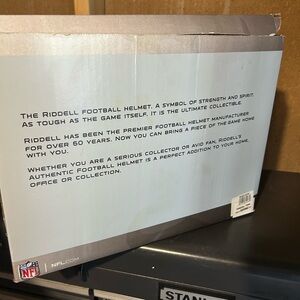 THE RIDDELL FOOTBALL HELMET. A SYMBOL OF STRENGTH AND SPIRIT.
AS TOUGH AS THE GAME ITSELF. IT IS THE ULTIMATE COLLECTIBLE.
RIDDELL HAS BEEN THE PREMIER FOOTBALL HELMET MANUFACTURER
FOR OVER 60 YEARS. NOW YOU CAN BRING A PIECE OF THE GAME HOME
WITH YOU.
WHETHER YOU ARE A SERIOUS COLLECTOR OR AVID FAN, RIDDELL'S
AUTHENTIC FOOTBALL HELMET IS A PERFECT ADDITION TO YOUR HOME,
OFFICE OR COLLECTION.
NFL
NFL.COM
STAN